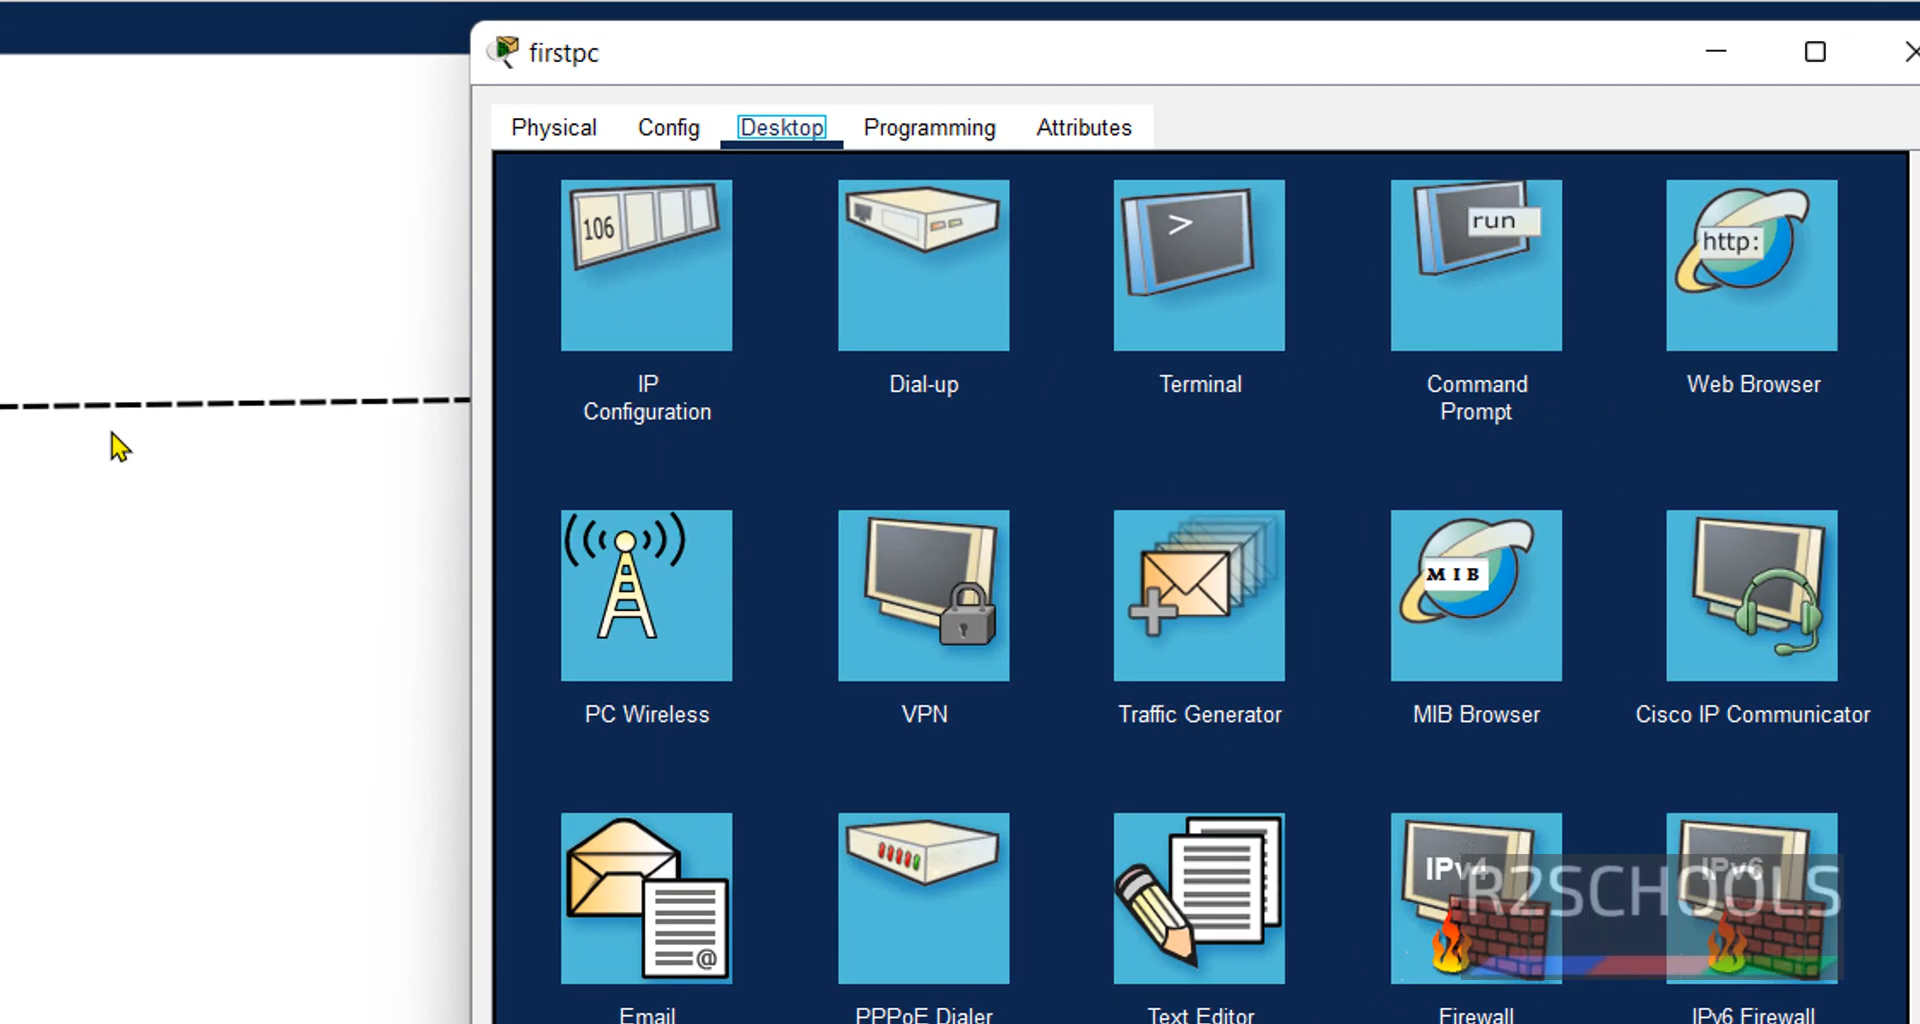 firstpc
Physical Config Desktop Programming Attributes
106
>
run
http:
IP
Configuration
Dial-up
Terminal
Command
Prompt
Web Browser
MIB
PC Wireless
VPN
Traffic Generator
MIB Browser
Cisco IP Communicator
@
IPv4
IPv6
R2SCHOOLS
Email
PPPoE Dialer
Text Editor
Firewall
IPv6 Firewall